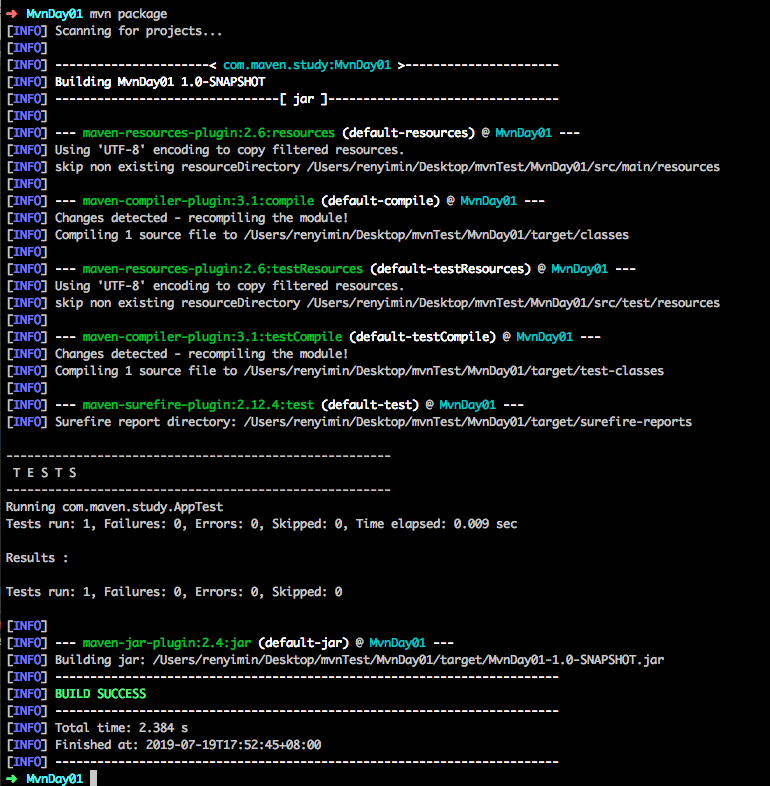 ➜ MvnDay01 mvn package
[INFO] Scanning for projects...
[INFO]
[INFO] ----------------------< com.maven.study:MvnDay01 >----------------------
[INFO] Building MvnDay01 1.0-SNAPSHOT
[INFO] --------------------------------[ jar ]---------------------------------
[INFO]
[INFO] --- maven-resources-plugin:2.6:resources (default-resources) @ MvnDay01 ---
[INFO] Using 'UTF-8' encoding to copy filtered resources.
[INFO] skip non existing resourceDirectory /Users/renyimin/Desktop/mvnTest/MvnDay01/src/main/resources
[INFO]
[INFO] --- maven-compiler-plugin:3.1:compile (default-compile) @ MvnDay01 ---
[INFO] Changes detected - recompiling the module!
[INFO] Compiling 1 source file to /Users/renyimin/Desktop/mvnTest/MvnDay01/target/classes
[INFO]
[INFO] --- maven-resources-plugin:2.6:testResources (default-testResources) @ MvnDay01 ---
[INFO] Using 'UTF-8' encoding to copy filtered resources.
[INFO] skip non existing resourceDirectory /Users/renyimin/Desktop/mvnTest/MvnDay01/src/test/resources
[INFO]
[INFO] --- maven-compiler-plugin:3.1:testCompile (default-testCompile) @ MvnDay01 ---
[INFO] Changes detected - recompiling the module!
[INFO] Compiling 1 source file to /Users/renyimin/Desktop/mvnTest/MvnDay01/target/test-classes
[INFO]
[INFO] --- maven-surefire-plugin:2.12.4:test (default-test) @ MvnDay01 ---
[INFO] Surefire report directory: /Users/renyimin/Desktop/mvnTest/MvnDay01/target/surefire-reports
-------------------------------------------------------
T E S T S
-------------------------------------------------------
Running com.maven.study.AppTest
Tests run: 1, Failures: 0, Errors: 0, Skipped: 0, Time elapsed: 0.009 sec
Results :
Tests run: 1, Failures: 0, Errors: 0, Skipped: 0
[INFO]
[INFO] --- maven-jar-plugin:2.4:jar (default-jar) @ MvnDay01 ---
[INFO] Building jar: /Users/renyimin/Desktop/mvnTest/MvnDay01/target/MvnDay01-1.0-SNAPSHOT.jar
[INFO] ------------------------------------------------------------------------
[INFO] BUILD SUCCESS
[INFO] ------------------------------------------------------------------------
[INFO] Total time: 2.384 s
[INFO] Finished at: 2019-07-19T17:52:45+08:00
[INFO] ------------------------------------------------------------------------
➜ MvnDay01